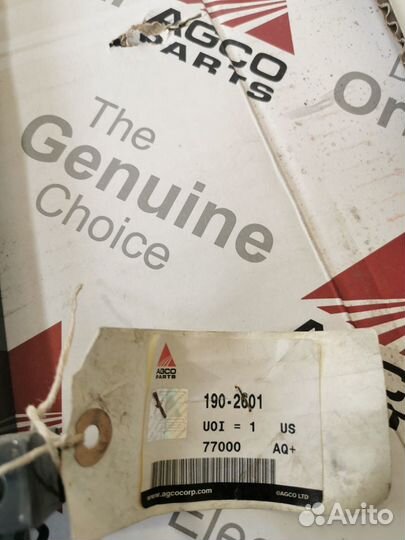 AGCO
PARTS
The
Genuine
Choice
AGCO
PARTS
190-2601
UOI = 1 US
77000 AQ+
www.agcocorp.com
©AGCO LTD
Avito